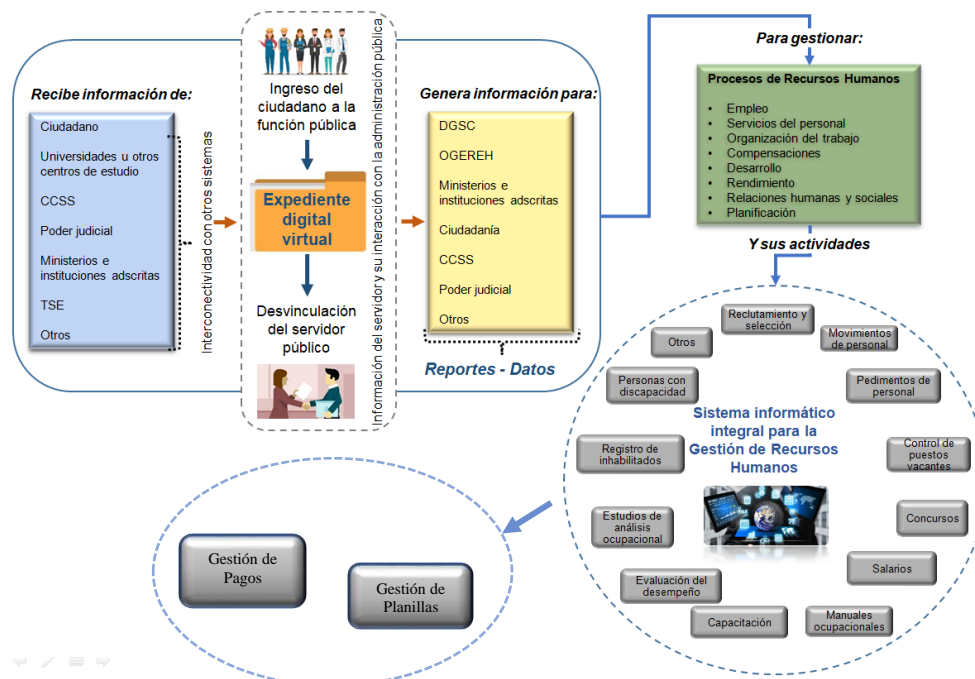 Recibe información de:
Ciudadano
Universidades u otros
centros de estudio
CCSS
Poder judicial
Ministerios e
instituciones adscritas
TSE
Otros
Interconectividad con otros sistemas
Ingreso del
ciudadano a la
función pública
Expediente
digital
virtual
Desvinculación
del servidor
público
Información del servidor y su interacción con la administración pública
Genera información para:
DGSC
OGEREH
Ministerios e
instituciones adscritas
Ciudadanía
CCSS
Poder judicial
Otros
Reportes - Datos
Para gestionar:
Procesos de Recursos Humanos
• Empleo
• Servicios del personal
• Organización del trabajo
• Compensaciones
• Desarrollo
• Rendimiento
• Relaciones humanas y sociales
• Planificación
Y sus actividades
Reclutamiento y
selección
Movimientos
de personal
Pedimentos de
personal
Control de
puestos
vacantes
Concursos
Salarios
Manuales
ocupacionales
Capacitación
Evaluación del
desempeño
Estudios de
análisis
ocupacional
Registro de
inhabilitados
Personas con
discapacidad
Otros
Sistema informático
integral para la
Gestión de Recursos
Humanos
Gestión de
Pagos
Gestión de
Planillas